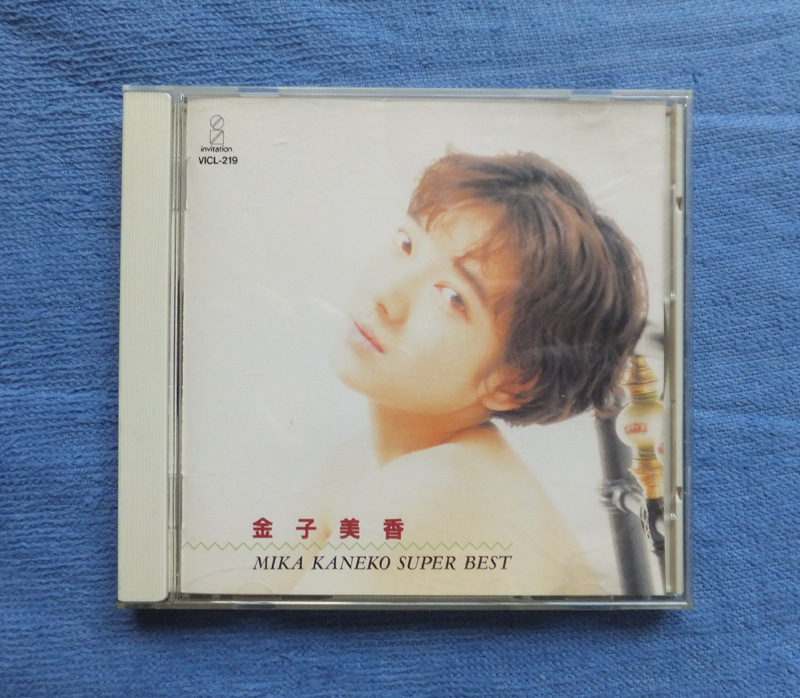 invitation
VICL-219
金子美香
MIKA KANEKO SUPER BEST